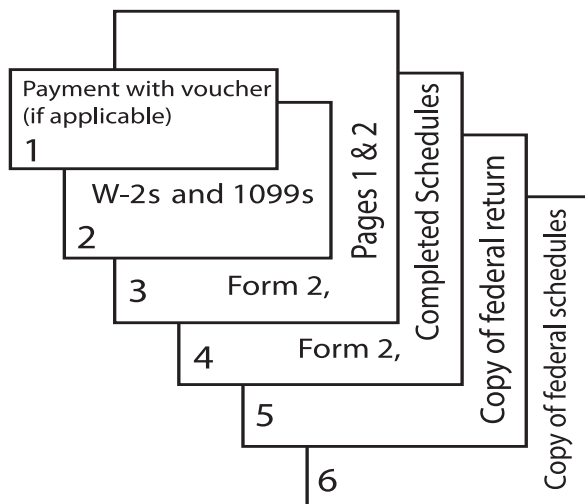 Payment with voucher
(if applicable)
1
W-2s and 1099s
2
3
Form 2,
Pages 1 & 2
4
Form 2,
Completed Schedules
5
Copy of federal return
6
Copy of federal schedules